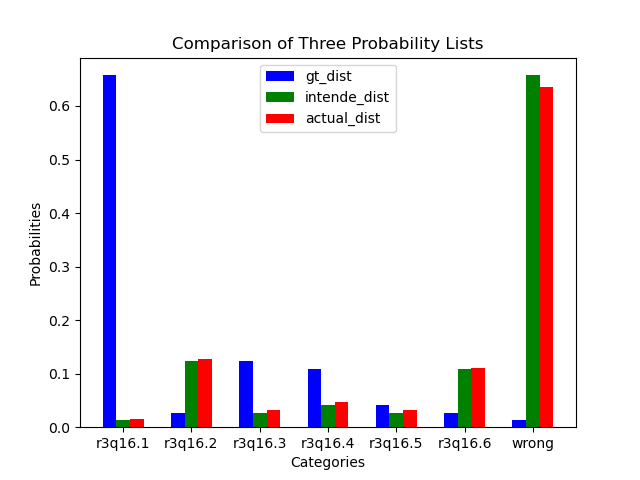 Comparison of Three Probability Lists
gt_dist
intende_dist
actual_dist
Probabilities
0.6
0.5
0.4
0.3
0.2
0.1
0.0
r3q16.1 r3q16.2 r3q16.3 r3q16.4 r3q16.5 r3q16.6 wrong
Categories